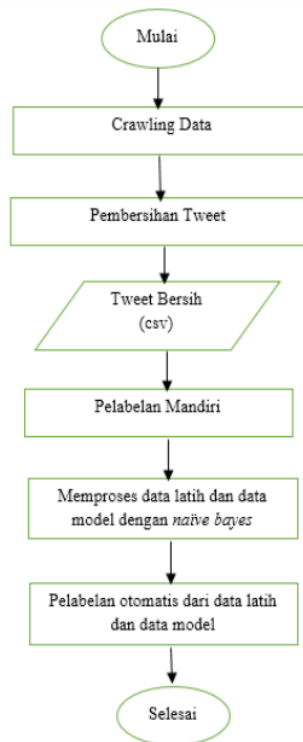 Mulai
Crawling Data
Pembersihan Tweet
Tweet Bersih
(csv)
Pelabelan Mandiri
Memproses data latih dan data
model dengan naïve bayes
Pelabelan otomatis dari data latih
dan data model
Selesai